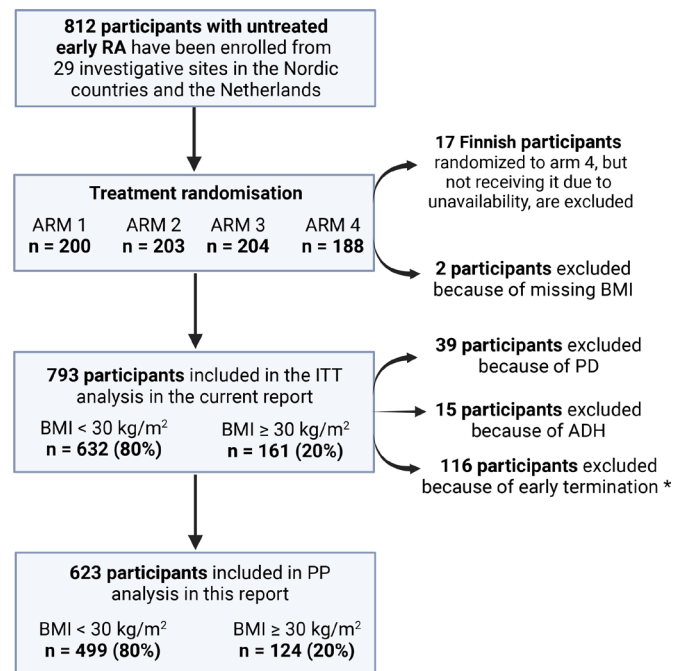 812 participants with untreated
early RA have been enrolled from
29 investigative sites in the Nordic
countries and the Netherlands
17 Finnish participants
randomized to arm 4, but
not receiving it due to
unavailability, are excluded
Treatment randomisation
ARM 1 ARM 2 ARM 3 ARM 4
n = 200 n = 203 n = 204 n = 188
2 participants excluded
because of missing BMI
793 participants included in the ITT
analysis in the current report
BMI < 30 kg/m² BMI ≥ 30 kg/m²
n = 632 (80%) n = 161 (20%)
39 participants excluded
because of PD
15 participants excluded
because of ADH
116 participants excluded
because of early termination *
623 participants included in PP
analysis in this report
BMI < 30 kg/m² BMI ≥ 30 kg/m²
n = 499 (80%) n = 124 (20%)